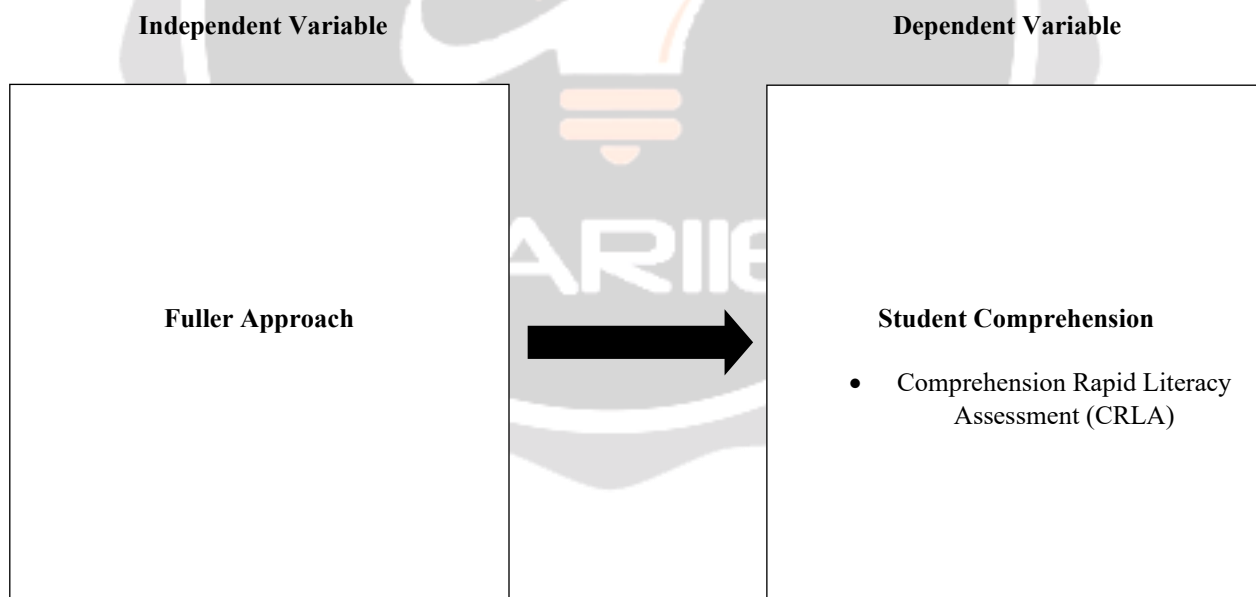 Independent Variable
Dependent Variable
Fuller Approach
Student Comprehension
• Comprehension Rapid Literacy
Assessment (CRLA)